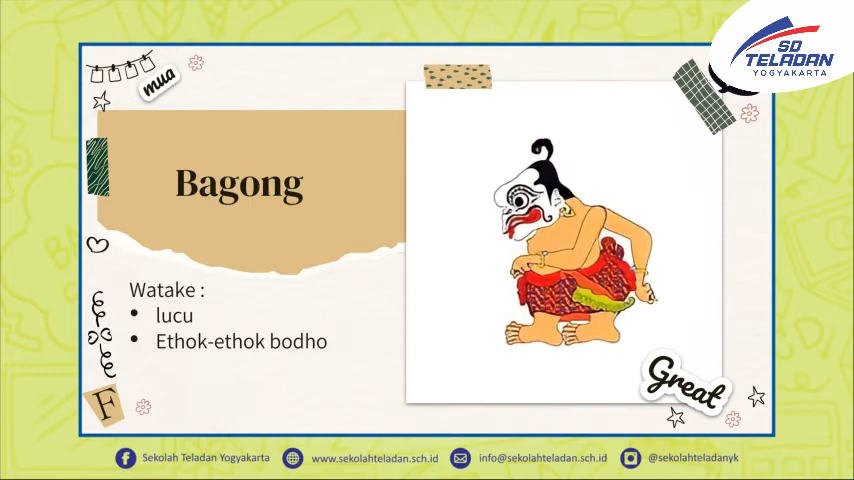 SD
TELADAN
YOGYAKARTA
mua
Bagong
Watake :
• lucu
• Ethok-ethok bodho
Great
F
Sekolah Teladan Yogyakarta
www.sekolahteladan.sch.id
info@sekolahteladan.sch.id
@sekolahteladanyk